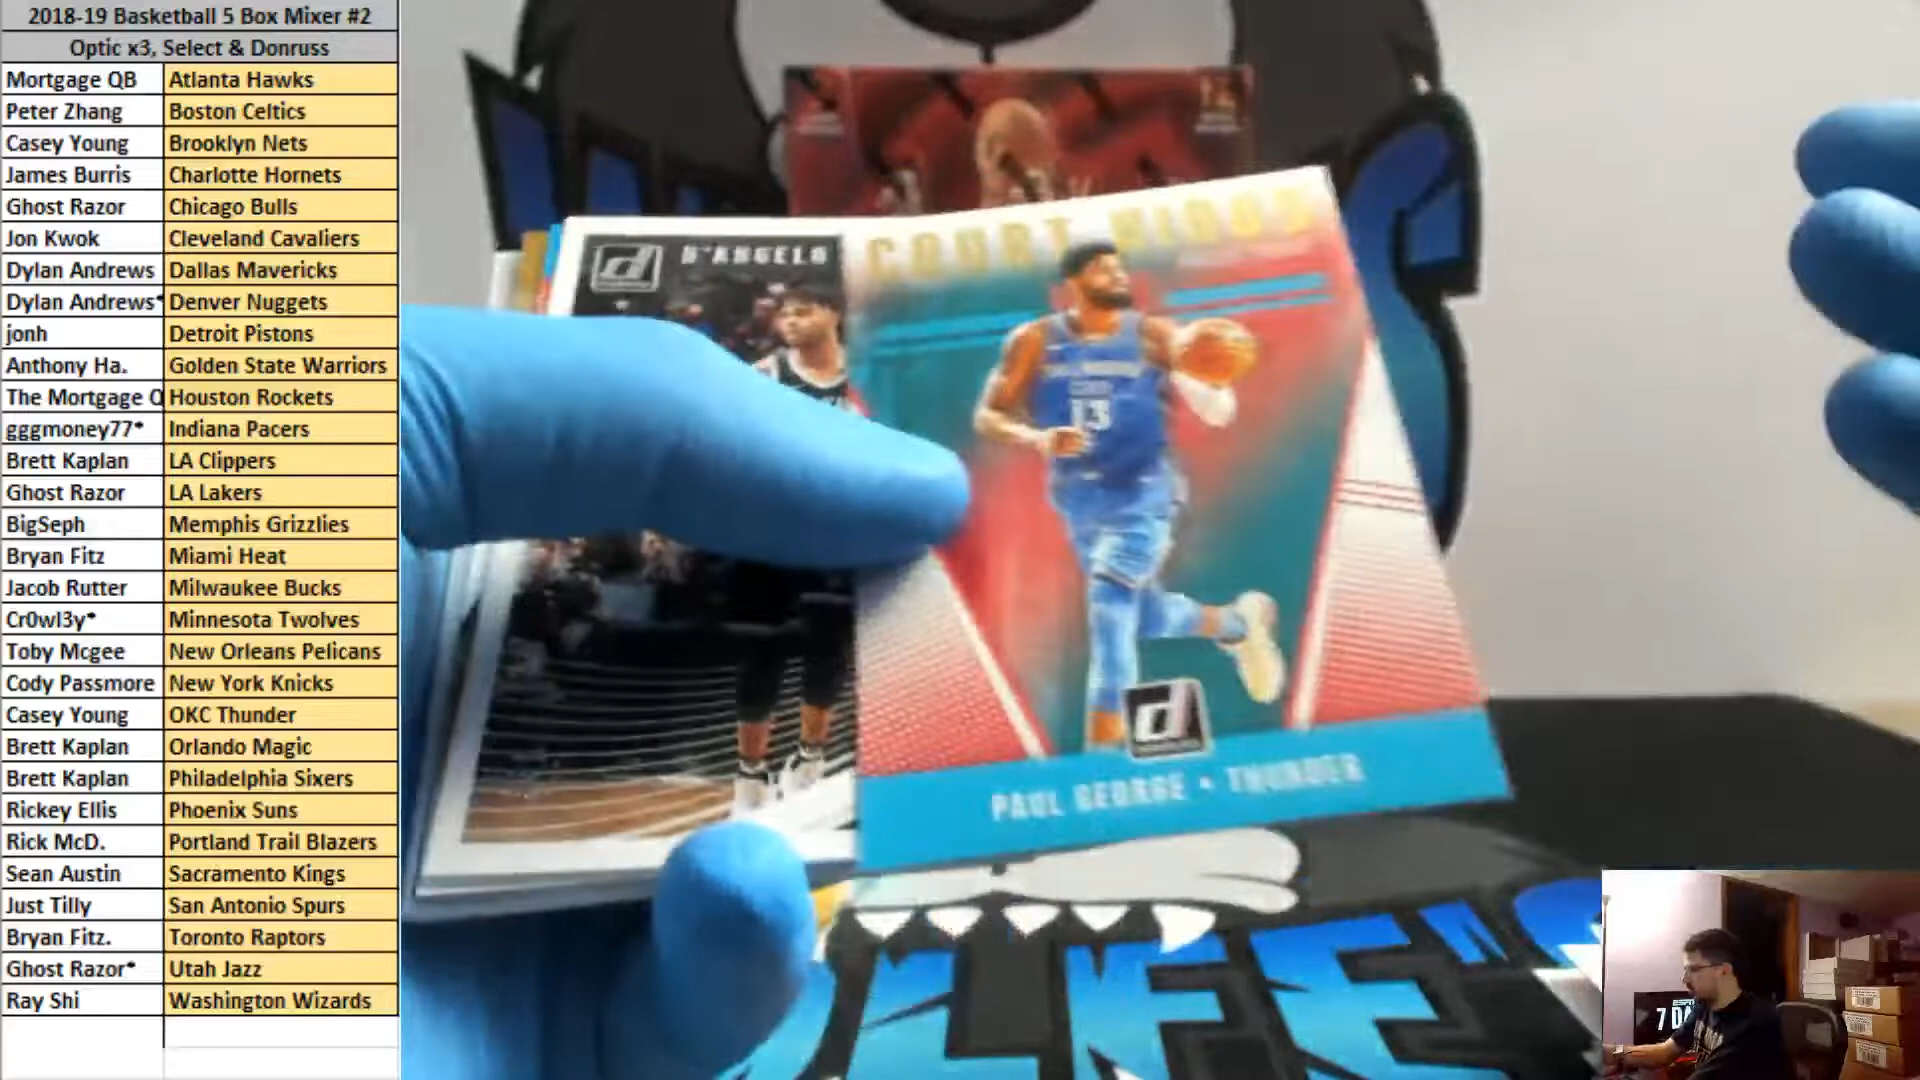 2018-19 Basketball 5 Box Mixer #2
Optic x3, Select & Donruss
Mortgage QB Atlanta Hawks
Peter Zhang Boston Celtics
Casey Young Brooklyn Nets
James Burris Charlotte Hornets
Ghost Razor Chicago Bulls
Jon Kwok Cleveland Cavaliers
Dylan Andrews Dallas Mavericks
Dylan Andrews* Denver Nuggets
jonh Detroit Pistons
Anthony Ha. Golden State Warriors
The Mortgage Q Houston Rockets
gggmoney77* Indiana Pacers
Brett Kaplan LA Clippers
Ghost Razor LA Lakers
BigSeph Memphis Grizzlies
Bryan Fitz Miami Heat
Jacob Rutter Milwaukee Bucks
Cr0wl3y* Minnesota Twolves
Toby Mcgee New Orleans Pelicans
Cody Passmore New York Knicks
Casey Young OKC Thunder
Brett Kaplan Orlando Magic
Brett Kaplan Philadelphia Sixers
Rickey Ellis Phoenix Suns
Rick McD. Portland Trail Blazers
Sean Austin Sacramento Kings
Just Tilly San Antonio Spurs
Bryan Fitz. Toronto Raptors
Ghost Razor* Utah Jazz
Ray Shi Washington Wizards
COURT KINGS
d D'ANGELO
13
d
PAUL GEORGE • THUNDER
7 DA